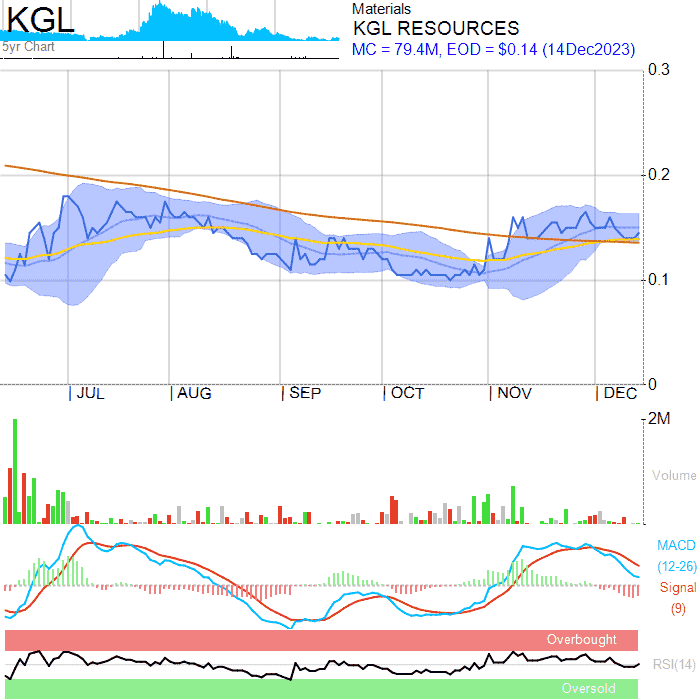 KGL
5yr Chart
Materials
KGL RESOURCES
MC = 79.4M, EOD = $0.14 (14Dec2023)
0.3
0.2
0.1
0
JUL AUG SEP OCT NOV DEC
2M
Volume
MACD
(12-26)
Signal
(9)
Overbought
RSI(14)
Oversold